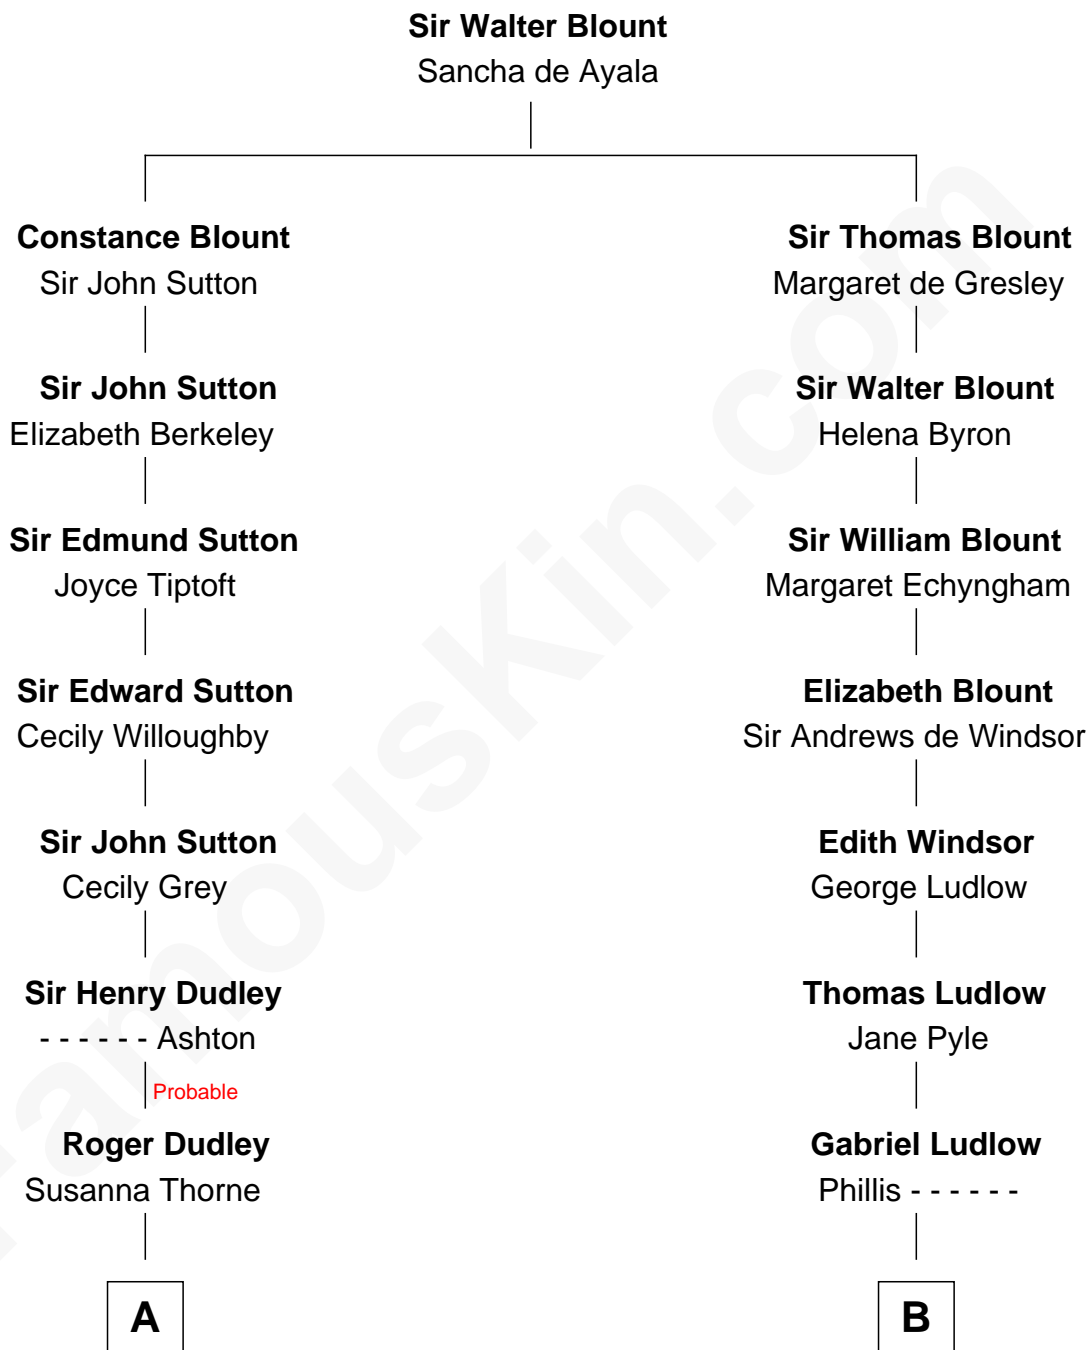 Sir Walter Blount
Sancha de Ayala
Constance Blount
Sir John Sutton
Sir Thomas Blount
Margaret de Gresley
Sir John Sutton
Elizabeth Berkeley
Sir Walter Blount
Helena Byron
Sir Edmund Sutton
Joyce Tiptoft
Sir William Blount
Margaret Echyngham
Sir Edward Sutton
Cecily Willoughby
Elizabeth Blount
Sir Andrews de Windsor
Sir John Sutton
Cecily Grey
Edith Windsor
George Ludlow
Sir Henry Dudley
- - - - - - Ashton
Thomas Ludlow
Jane Pyle
Probable
Roger Dudley
Susanna Thorne
Gabriel Ludlow
Phillis - - - - - -
A
B
FamousKin.com